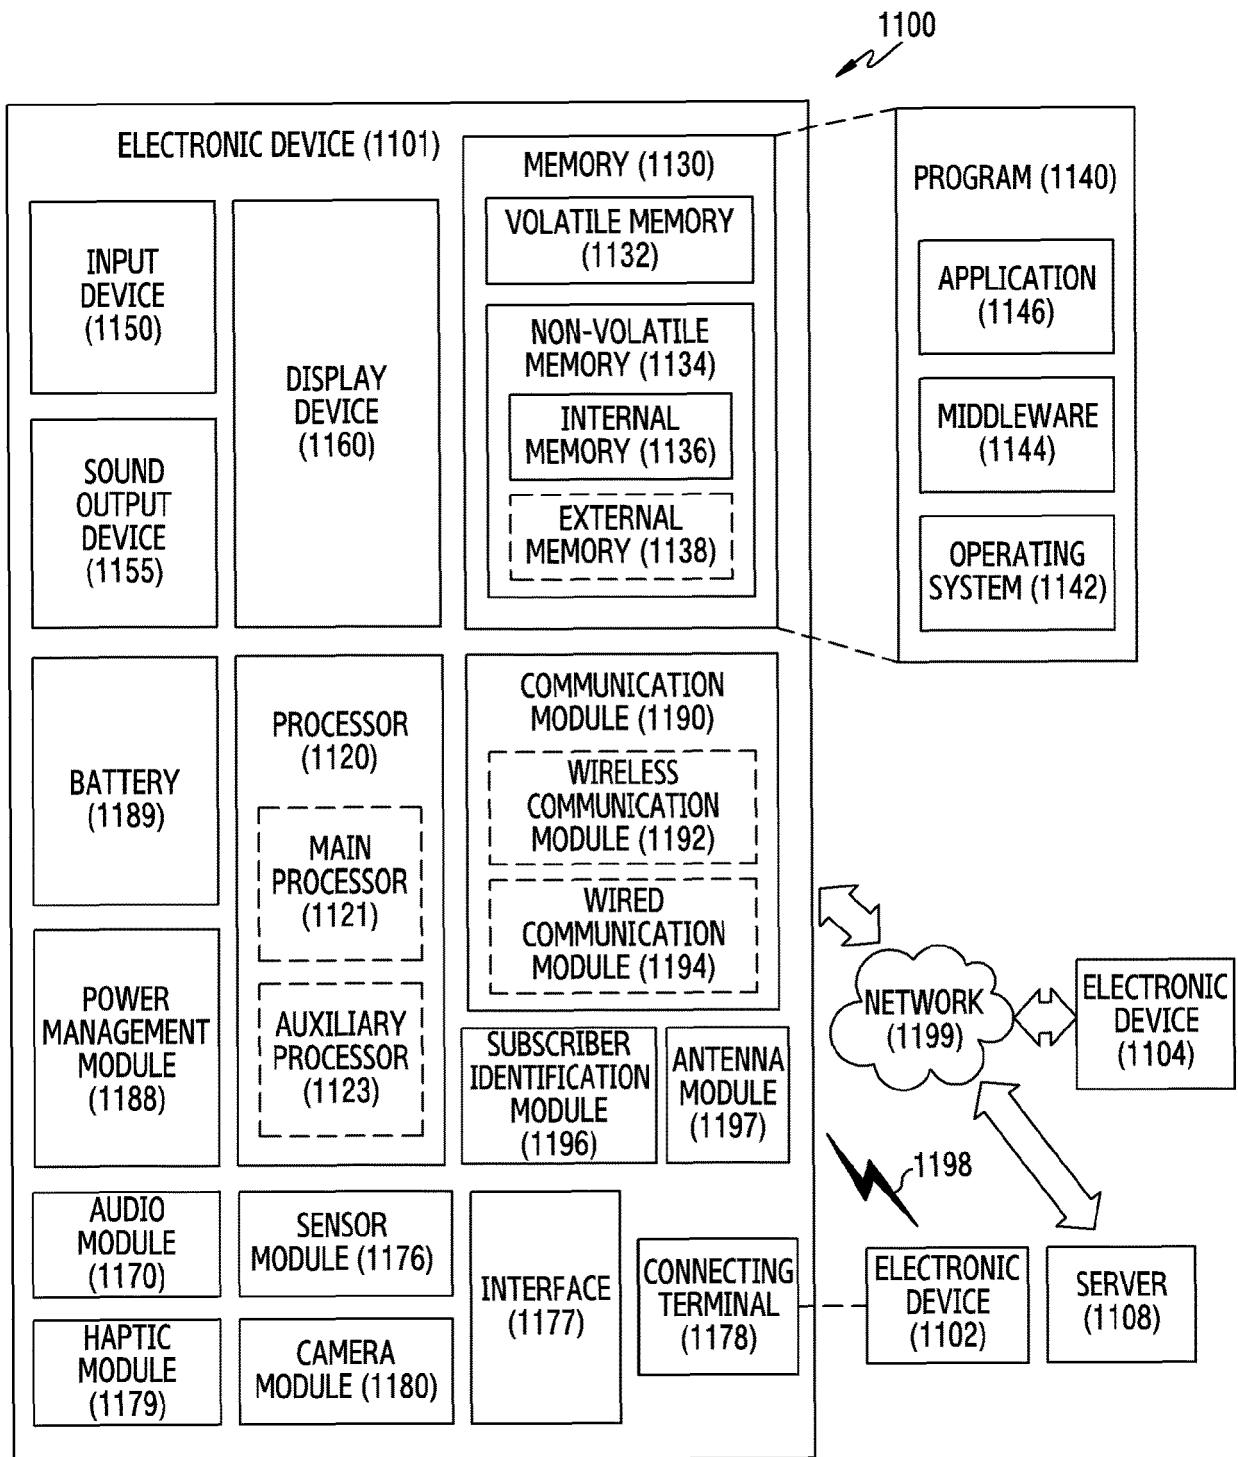 1100
ELECTRONIC DEVICE (1101)
INPUT
DEVICE
(1150)
SOUND
OUTPUT
DEVICE
(1155)
DISPLAY
DEVICE
(1160)
MEMORY (1130)
VOLATILE MEMORY
(1132)
NON-VOLATILE
MEMORY (1134)
INTERNAL
MEMORY (1136)
EXTERNAL
MEMORY (1138)
PROGRAM (1140)
APPLICATION
(1146)
MIDDLEWARE
(1144)
OPERATING
SYSTEM (1142)
BATTERY
(1189)
POWER
MANAGEMENT
MODULE
(1188)
PROCESSOR
(1120)
MAIN
PROCESSOR
(1121)
AUXILIARY
PROCESSOR
(1123)
COMMUNICATION
MODULE (1190)
WIRELESS
COMMUNICATION
MODULE (1192)
WIRED
COMMUNICATION
MODULE (1194)
SUBSCRIBER
IDENTIFICATION
MODULE
(1196)
ANTENNA
MODULE
(1197)
NETWORK
(1199)
ELECTRONIC
DEVICE
(1104)
1198
AUDIO
MODULE
(1170)
SENSOR
MODULE (1176)
HAPTIC
MODULE
(1179)
CAMERA
MODULE (1180)
INTERFACE
(1177)
CONNECTING
TERMINAL
(1178)
ELECTRONIC
DEVICE
(1102)
SERVER
(1108)